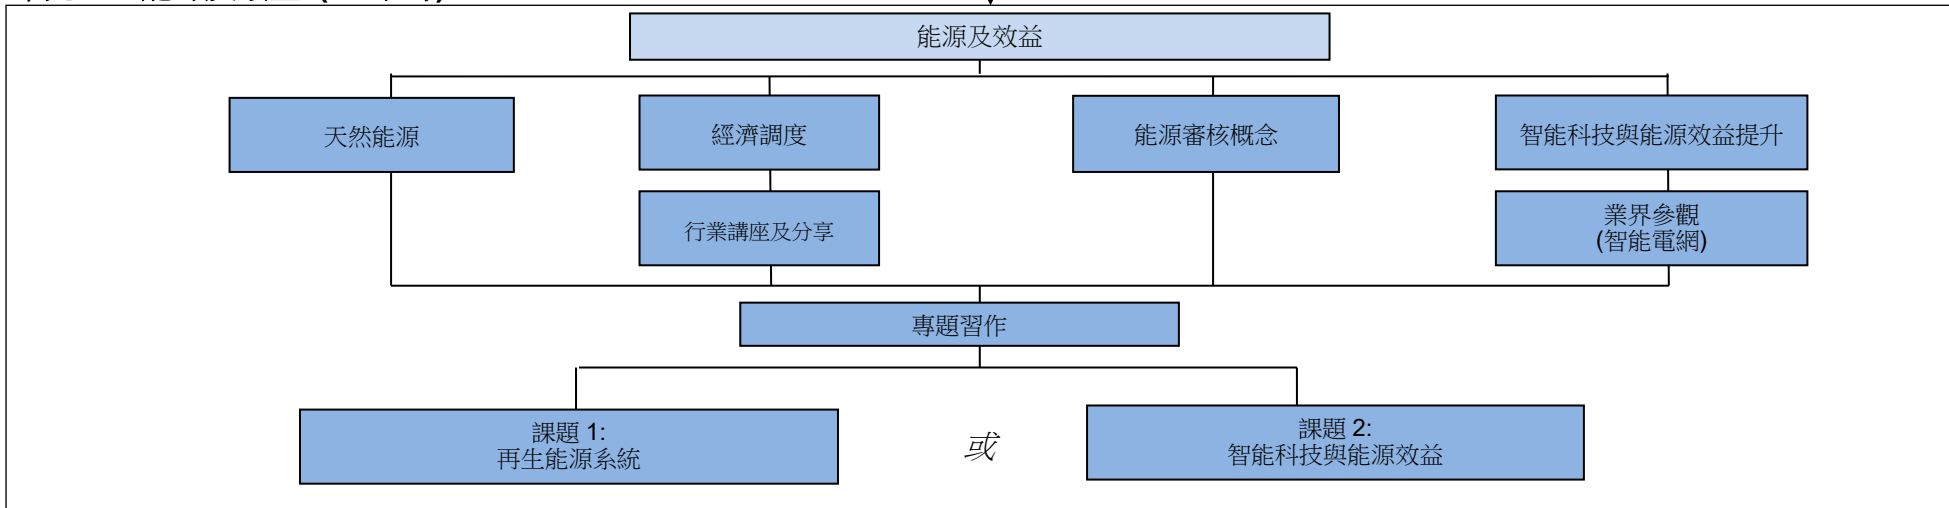 能源及效益
天然能源
經濟調度
能源審核概念
智能科技與能源效益提升
行業講座及分享
業界參觀
(智能電網)
專題習作
課題 1:
再生能源系統
或
課題 2:
智能科技與能源效益